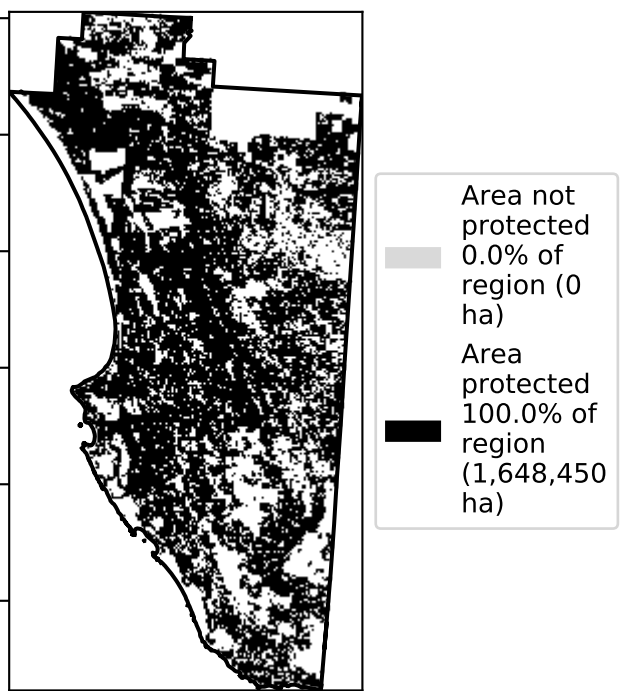 Area not
protected
0.0% of
region (0
ha)
Area
protected
100.0% of
region
(1,648,450
ha)